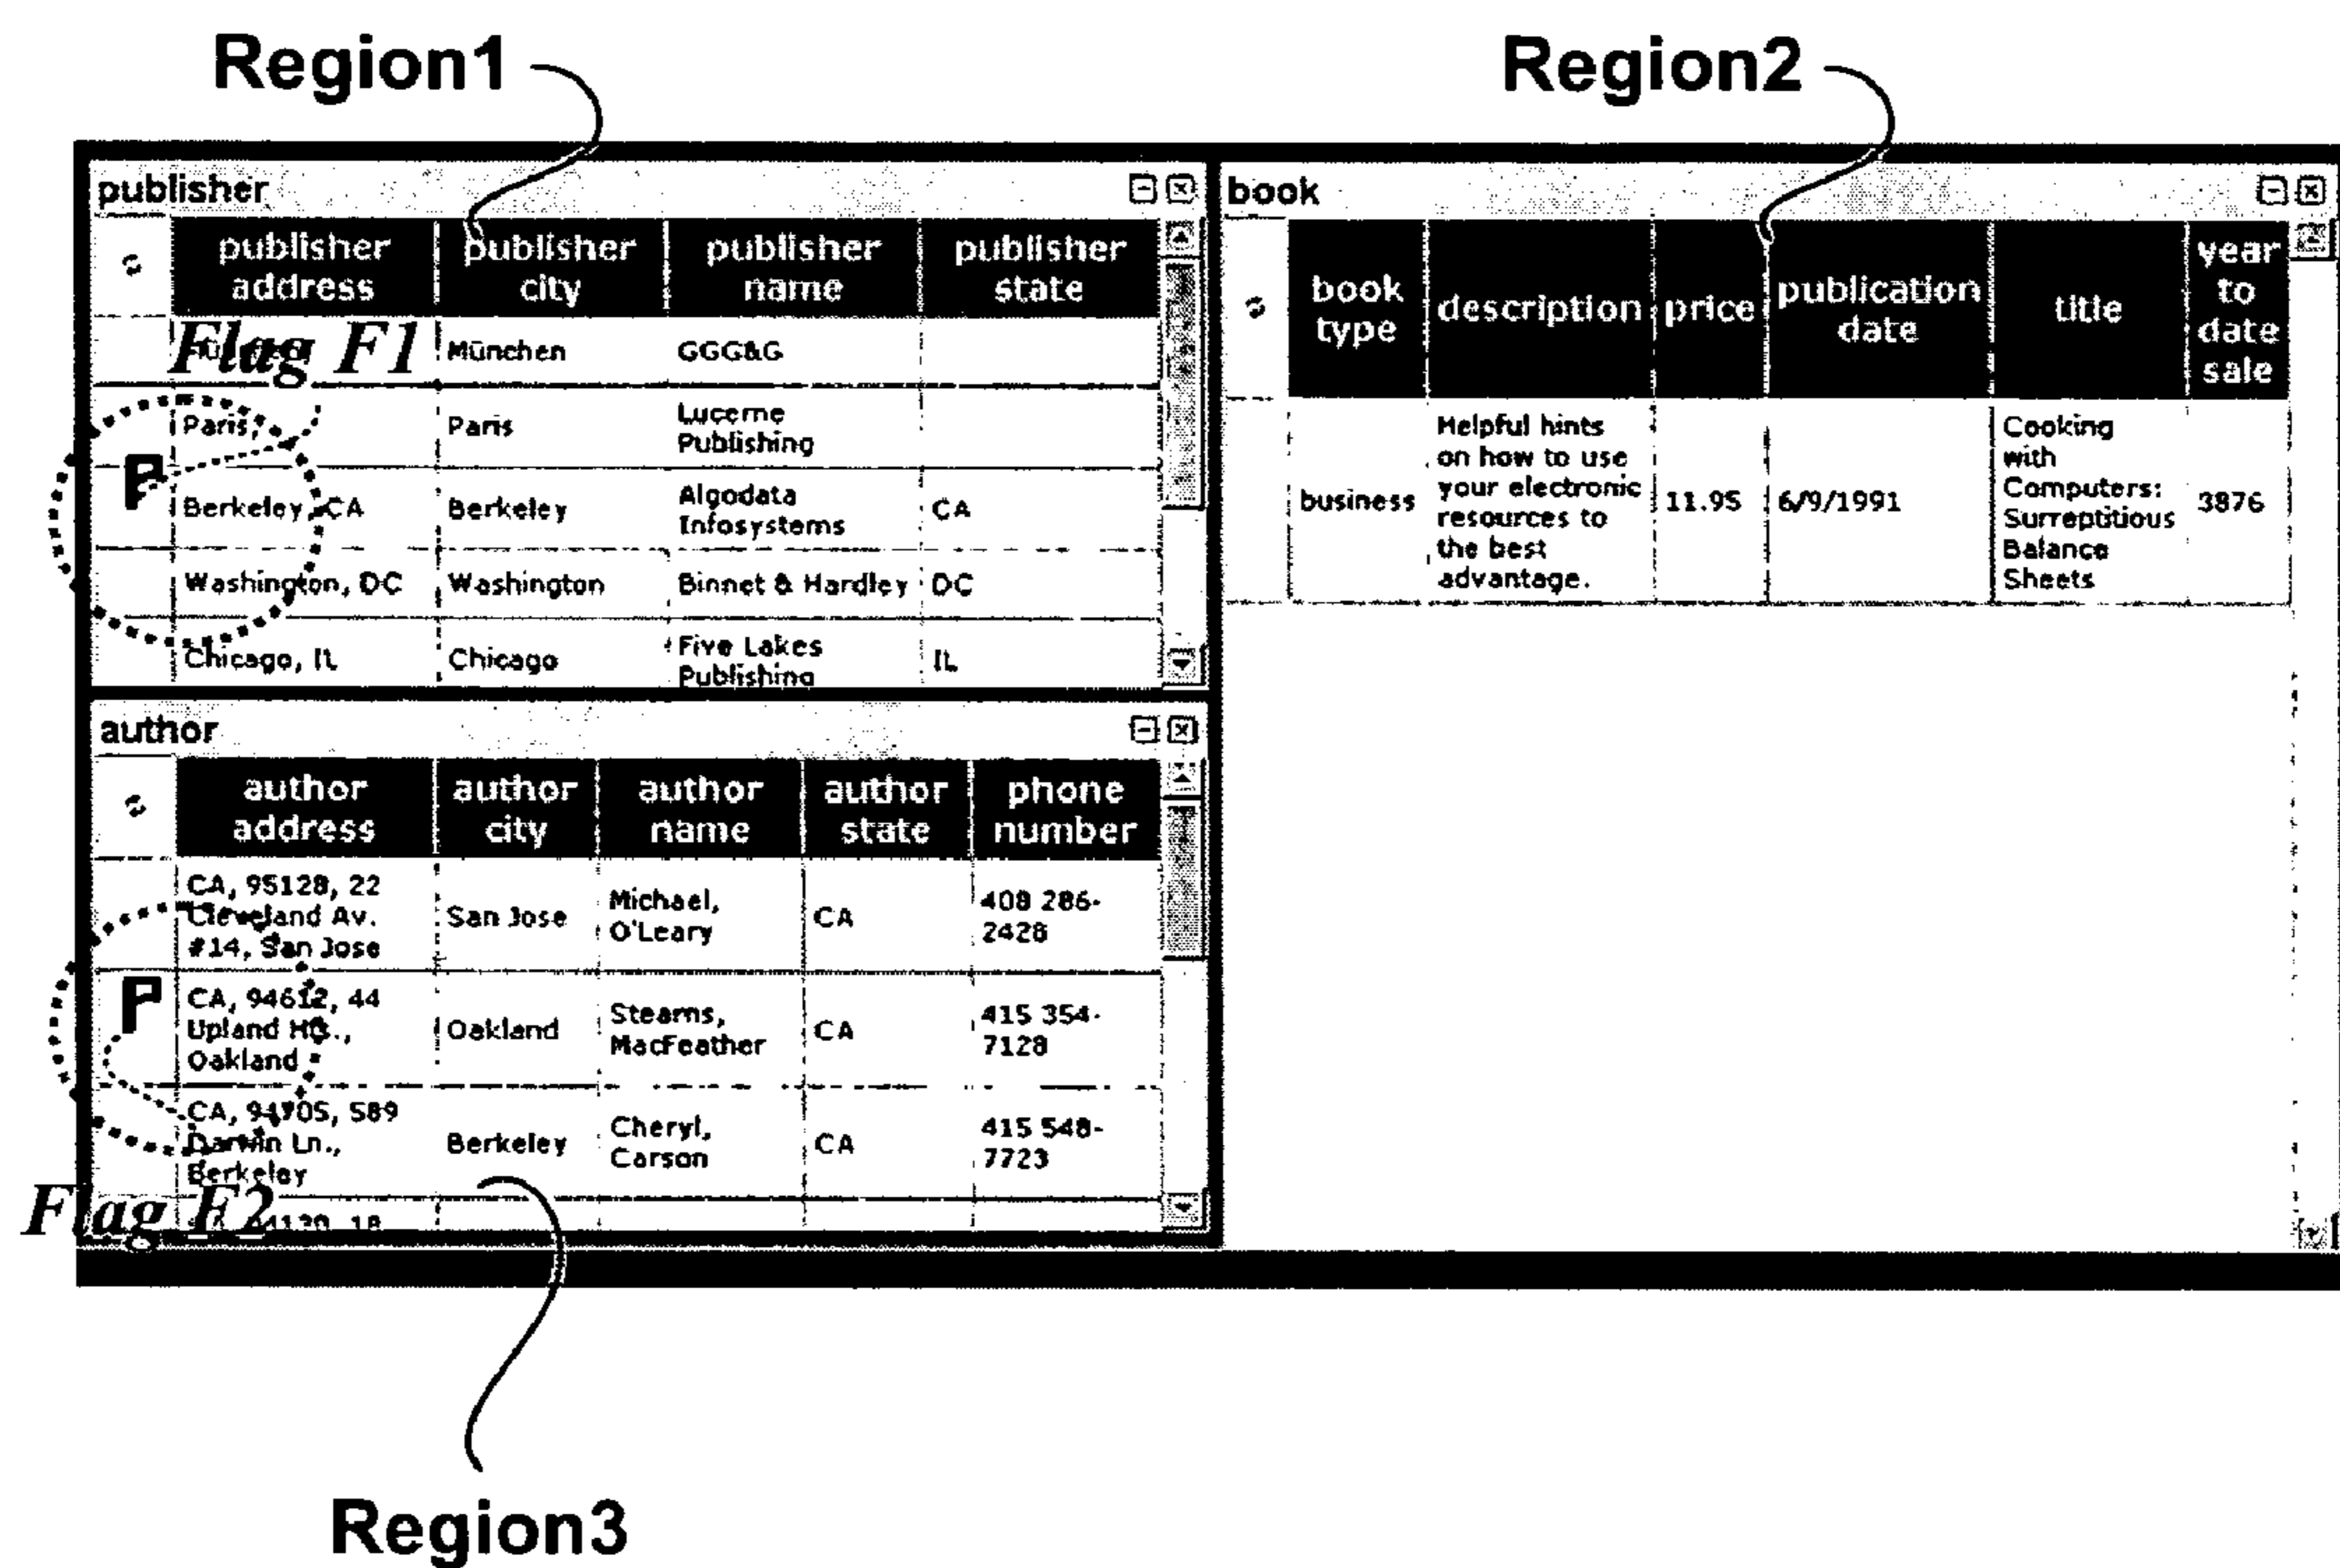 Region1
Region2
publisher
publisher address
publisher city
publisher name
publisher state
Flag F1
München
GGG&G
Paris,
Paris
Lucerne Publishing
Berkeley, CA
Berkeley
Algodata Infosystems
CA
Washington, DC
Washington
Binnet & Hardley
DC
Chicago, IL
Chicago
Five Lakes Publishing
IL
book
book type
description
price
publication date
title
year to date sale
business
Helpful hints
on how to use
your electronic
resources to
the best
advantage.
11.95
6/9/1991
Cooking
with
Computers:
Surreptitious
Balance
Sheets
3876
author
author address
author city
author name
author state
phone number
CA, 95128, 22
Cleveland Av.
#14, San Jose
San Jose
Michael,
O'Leary
CA
408 286-
2428
CA, 94612, 44
Upland Hts.,
Oakland
Oakland
Stearns,
MacFeather
CA
415 354-
7128
CA, 94705, 589
Darwin Ln.,
Berkeley
Berkeley
Cheryl,
Carson
CA
415 548-
7723
Flag F2
Region3